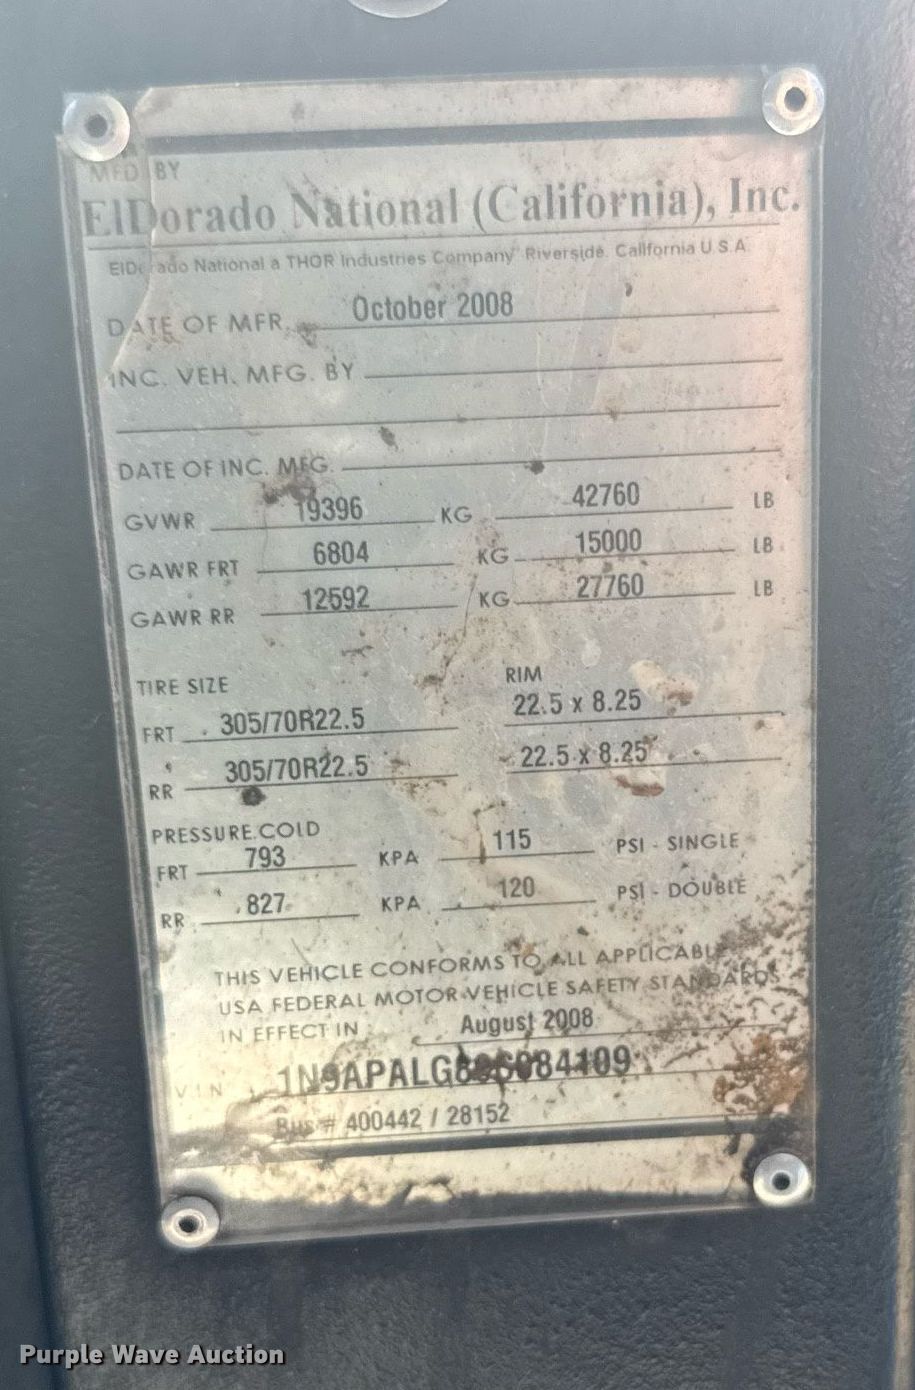 MFD BY
ElDorado National (California), Inc.
ElDorado National a THOR Industries Company Riverside, California U.S.A.
DATE OF MFR. October 2008
INC. VEH. MFG. BY
DATE OF INC. MFG.
GVWR 19396 KG 42760 LB
GAWR FRT 6804 KG 15000 LB
GAWR RR 12592 KG 27760 LB
TIRE SIZE RIM
FRT 305/70R22.5 22.5 x 8.25
RR 305/70R22.5 22.5 x 8.25
PRESSURE COLD
FRT 793 KPA 115 PSI - SINGLE
RR 827 KPA 120 PSI - DOUBLE
THIS VEHICLE CONFORMS TO ALL APPLICABLE
USA FEDERAL MOTOR VEHICLE SAFETY STANDARDS
IN EFFECT IN August 2008
VIN
Bus # 400442 / 28152
Purple Wave Auction